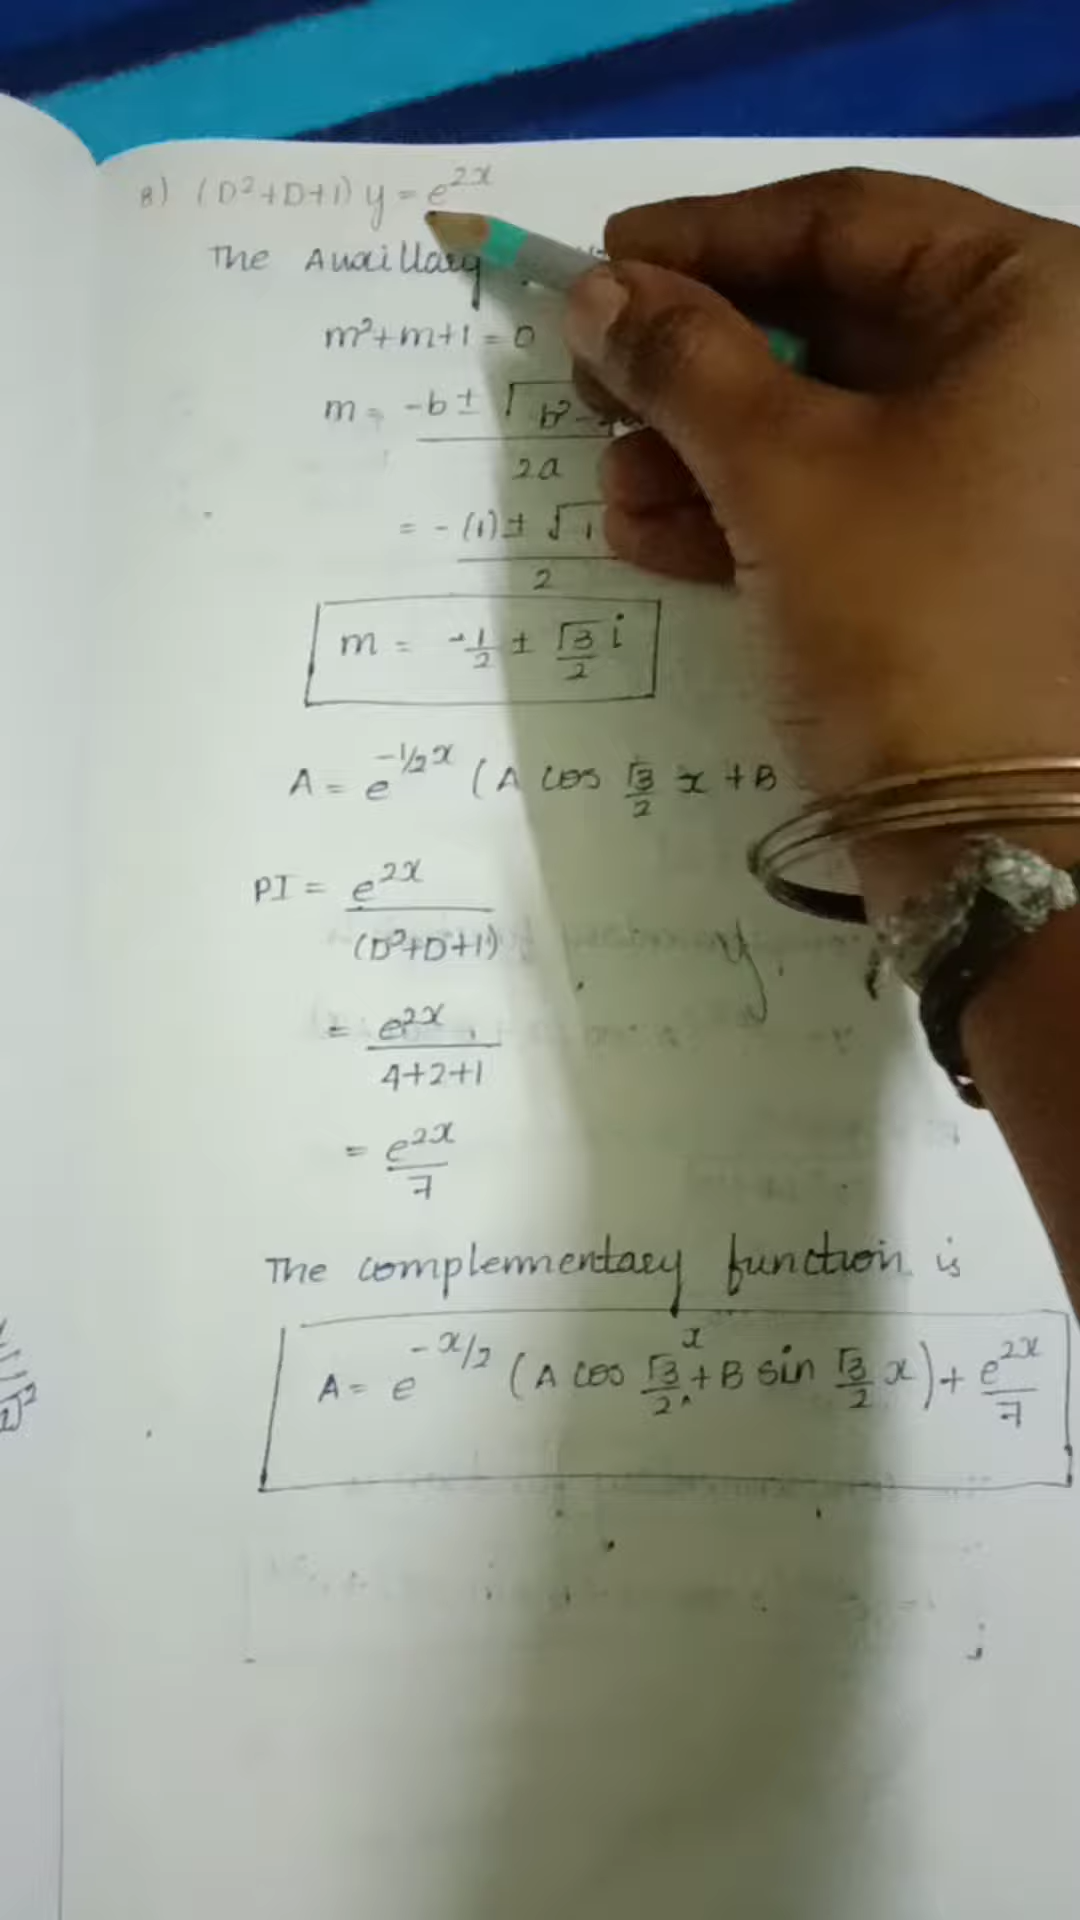 8) (D²+D+1) y = e^2x
The Auxillary
m²+m+1 = 0
m = -b ± √b²-
2a
= -(1) ± √1
2
m = -1/2 ± √3/2 i
A = e^-1/2x (A cos √3/2 x + B
PI = e^2x
(D²+D+1)
= e^2x
4+2+1
= e^2x
7
The complementary function is
A = e^-x/2 (A cos √3/2 x + B sin √3/2 x) + e^2x/7